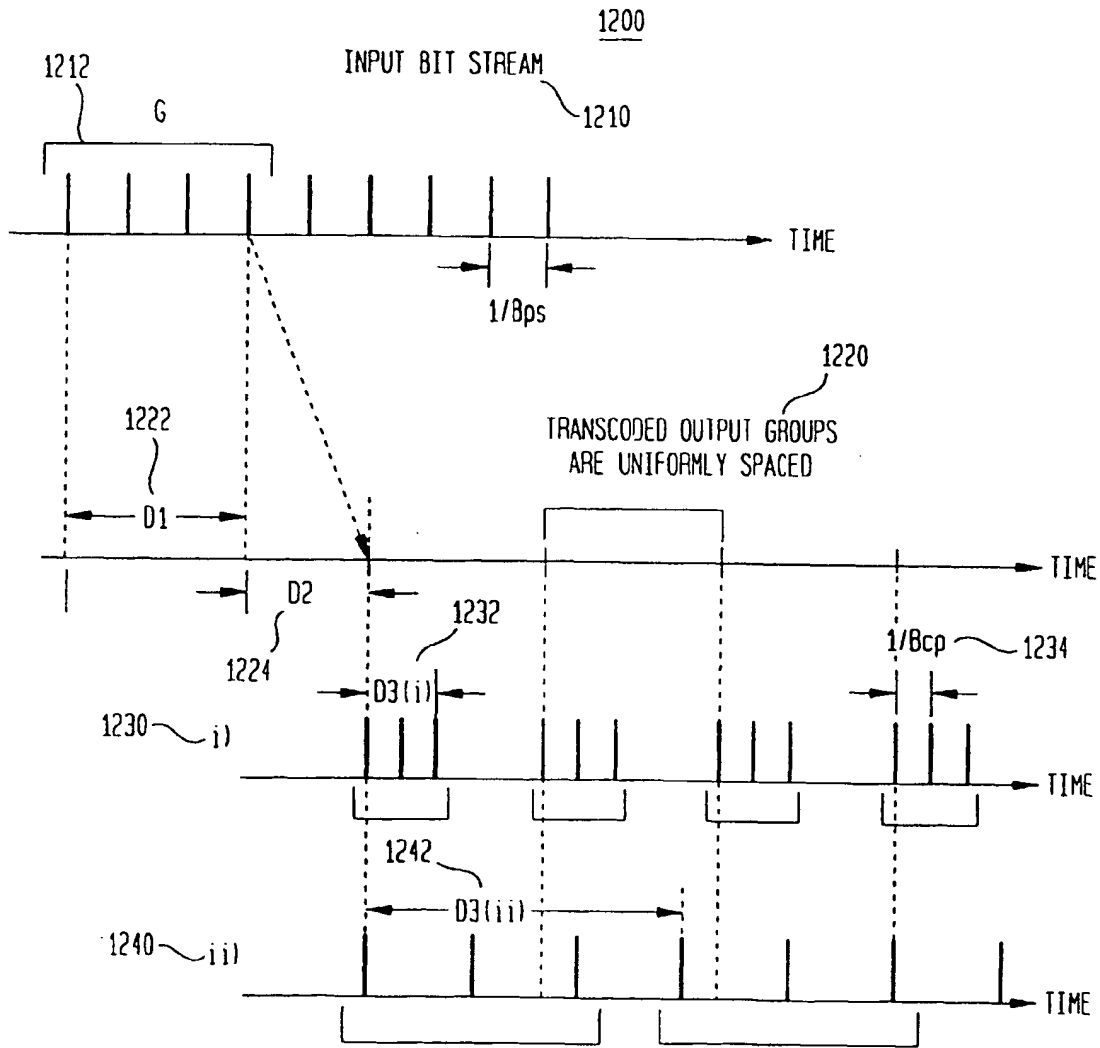 1200
INPUT BIT STREAM
1210
1212
G
TIME
1/Bps
1220
TRANSCODED OUTPUT GROUPS
ARE UNIFORMLY SPACED
1222
D1
TIME
D2
1224
1232
D3(i)
1/Bcp
1234
1230
i)
TIME
1242
D3(ii)
1240
ii)
TIME